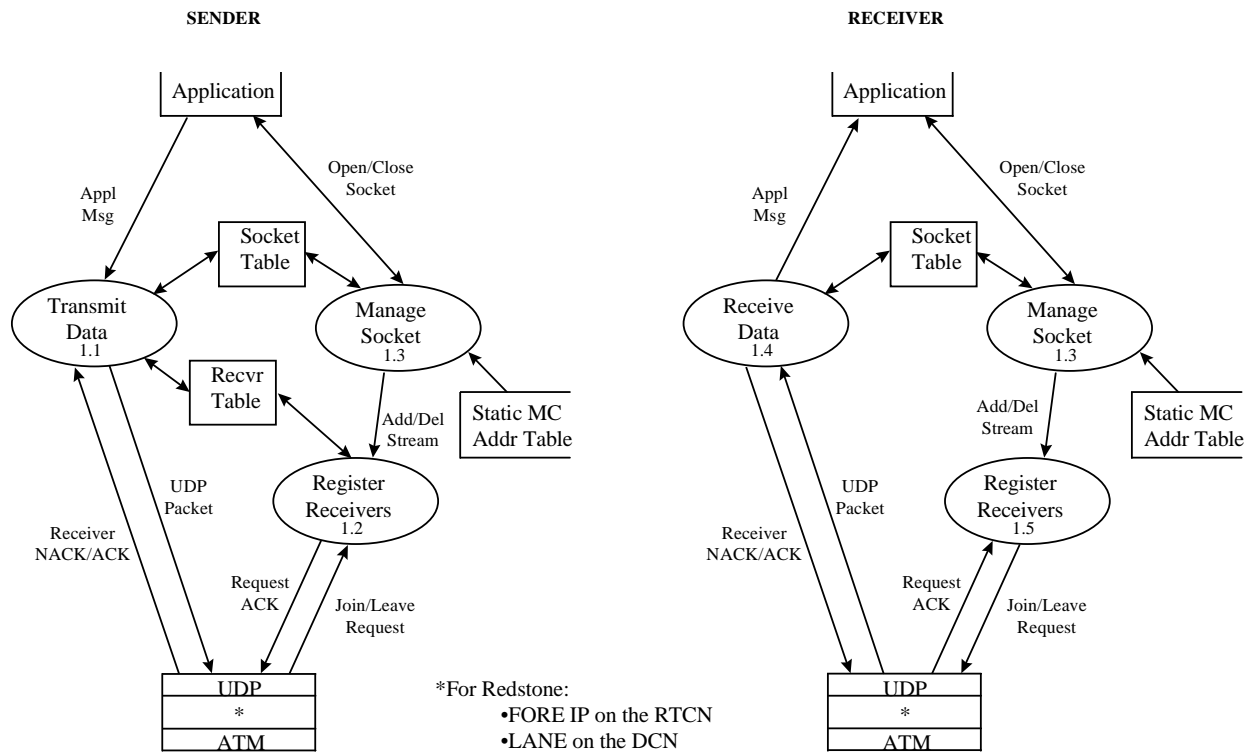 SENDER
RECEIVER
Application
Application
Open/Close
Socket
Open/Close
Socket
Appl
Msg
Appl
Msg
Socket
Table
Socket
Table
Transmit
Data
1.1
Manage
Socket
1.3
Receive
Data
1.4
Manage
Socket
1.3
Recvr
Table
Static MC
Addr Table
Static MC
Addr Table
Add/Del
Stream
Add/Del
Stream
Register
Receivers
1.2
Register
Receivers
1.5
UDP
Packet
UDP
Packet
Receiver
NACK/ACK
Receiver
NACK/ACK
Request
ACK
Request
ACK
Join/Leave
Request
Join/Leave
Request
UDP
*
ATM
*For Redstone:
•FORE IP on the RTCN
•LANE on the DCN
UDP
*
ATM